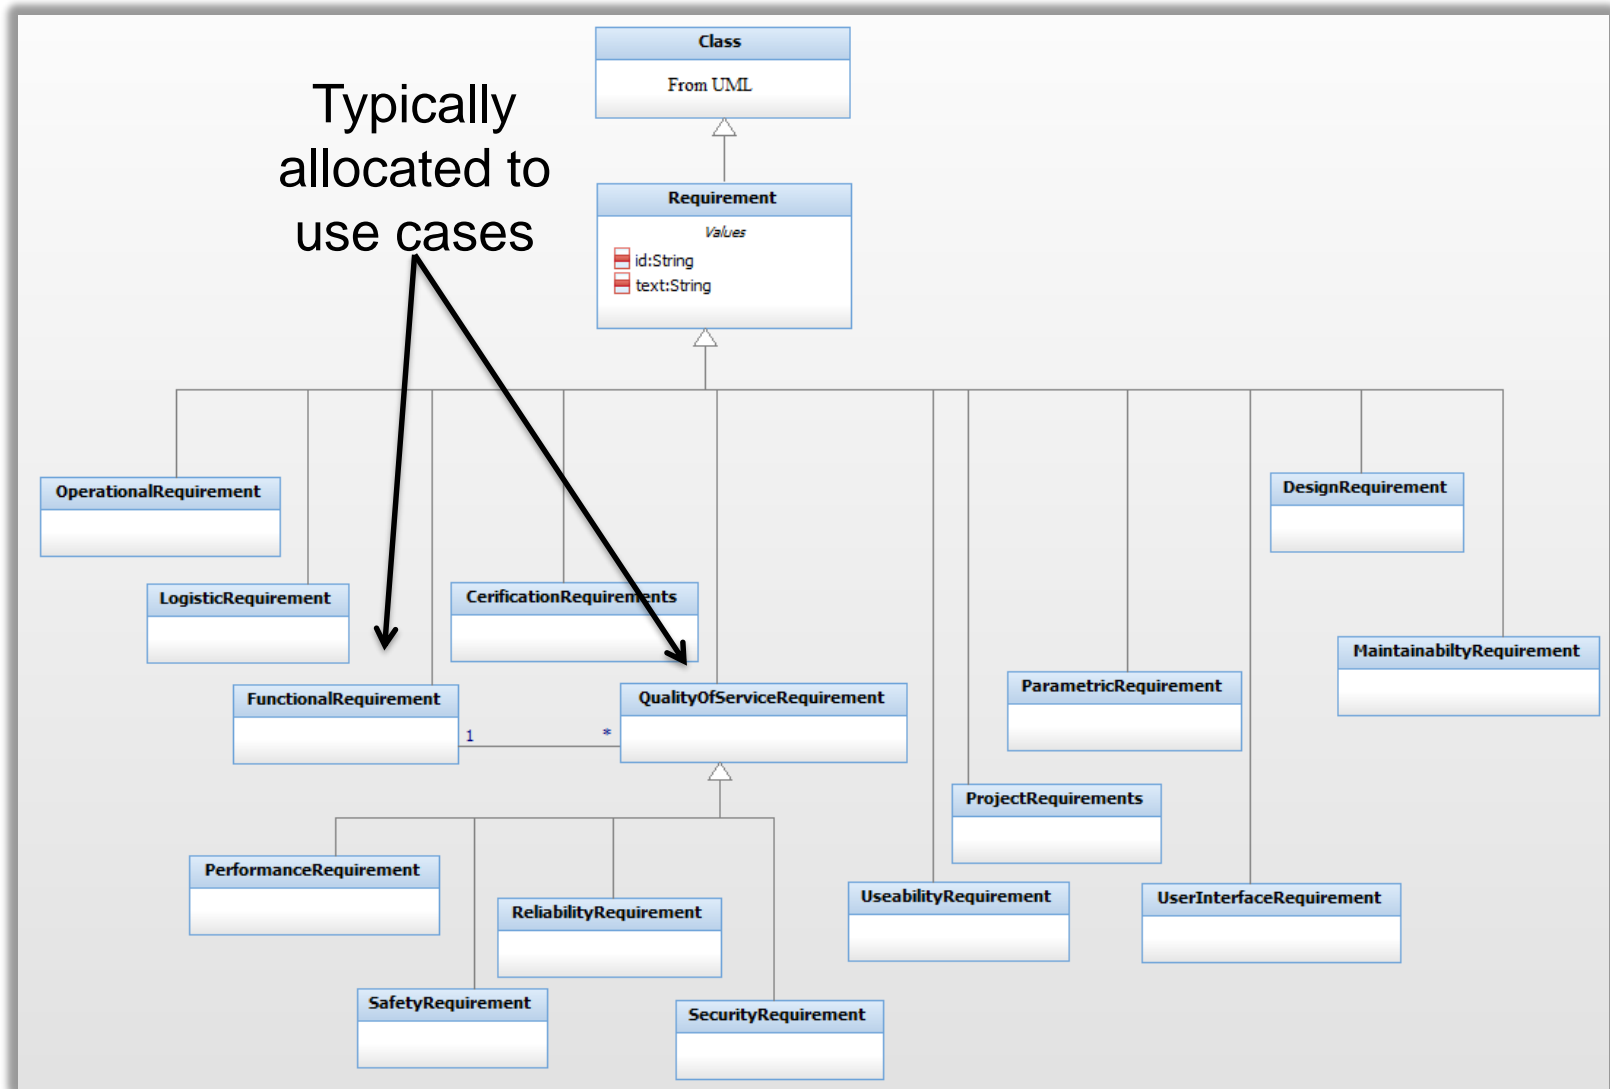 Class
From UML
Typically
allocated to
use cases
Requirement
Values
id:String
text:String
OperationalRequirement
DesignRequirement
LogisticRequirement
CerificationRequirements
MaintainabiltyRequirement
FunctionalRequirement
QualityOfServiceRequirement
ParametricRequirement
1
*
ProjectRequirements
PerformanceRequirement
ReliabilityRequirement
UseabilityRequirement
UserInterfaceRequirement
SafetyRequirement
SecurityRequirement